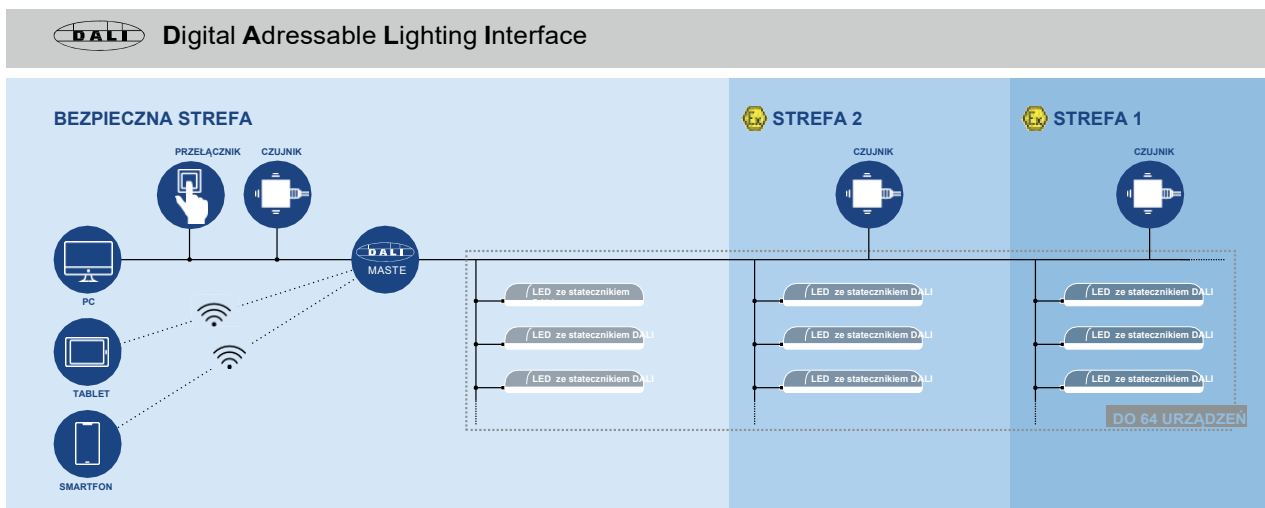 DALI Digital Adressable Lighting Interface
BEZPIECZNA STREFA
Ex STREFA 2
Ex STREFA 1
PRZEŁĄCZNIK
CZUJNIK
CZUJNIK
CZUJNIK
DALI
MASTE
PC
TABLET
SMARTFON
LED ze statecznikiem
LED ze statecznikiem DALI
LED ze statecznikiem DALI
LED ze statecznikiem DALI
LED ze statecznikiem DALI
LED ze statecznikiem DALI
LED ze statecznikiem DALI
LED ze statecznikiem DALI
LED ze statecznikiem DALI
DO 64 URZĄDZEŃ